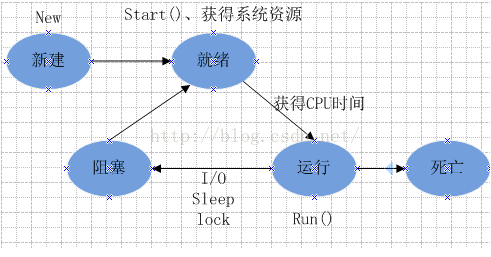 New
Start()、获得系统资源
新建
就绪
获得CPU时间
http://blog.csdn.net/
阻塞
运行
死亡
I/O
Sleep
lock
Run()